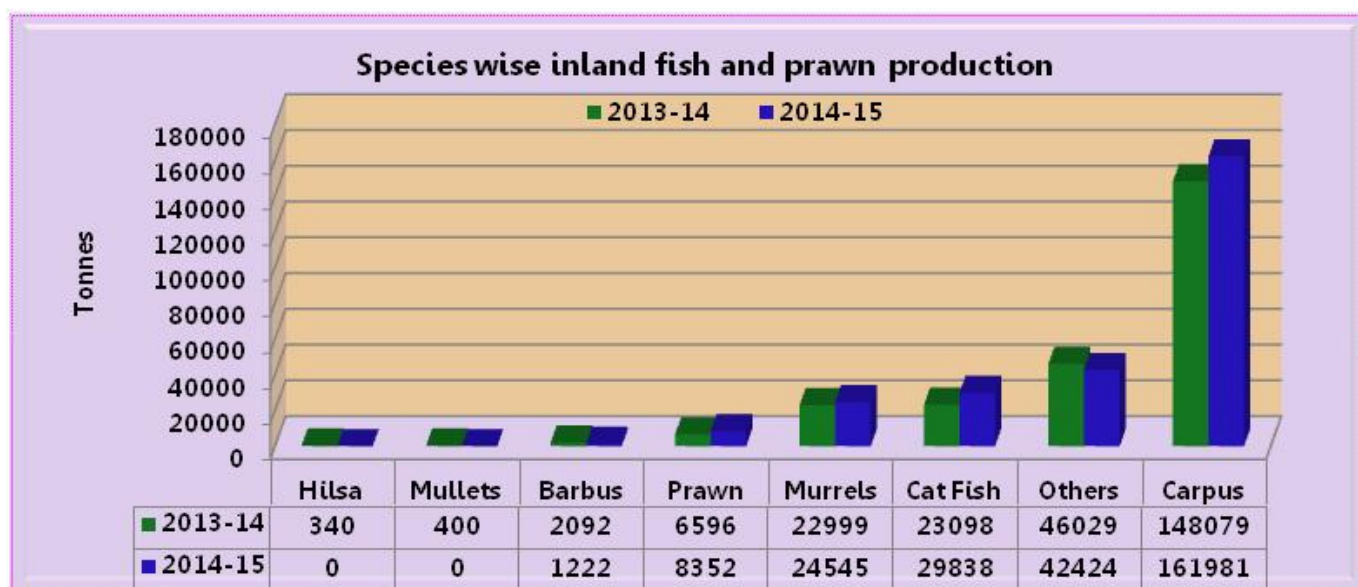 Species wise inland fish and prawn production
2013-14 2014-15
180000
160000
140000
120000
100000
80000
60000
40000
20000
0
Tonnes
Hilsa Mullets Barbus Prawn Murrels Cat Fish Others Carpus
2013-14 340 400 2092 6596 22999 23098 46029 148079
2014-15 0 0 1222 8352 24545 29838 42424 161981